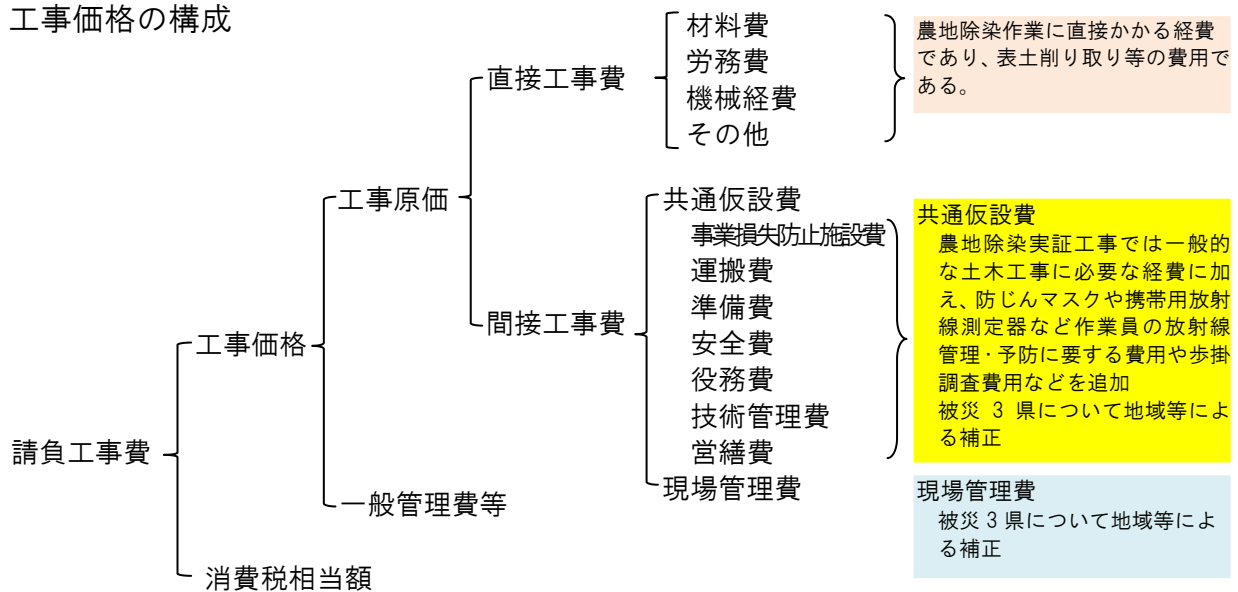 工事価格の構成
材料費
労務費
機械経費
その他
直接工事費
農地除染作業に直接かかる経費
であり、表土削り取り等の費用で
ある。
工事原価
共通仮設費
事業損失防止施設費
運搬費
準備費
安全費
役務費
技術管理費
営繕費
現場管理費
間接工事費
共通仮設費
農地除染実証工事では一般的
な土木工事に必要な経費に加
え、防じんマスクや携帯用放射
線測定器など作業員の放射線
管理・予防に要する費用や歩掛
調査費用などを追加
被災 3 県について地域等によ
る補正
工事価格
請負工事費
一般管理費等
現場管理費
被災 3 県について地域等によ
る補正
消費税相当額